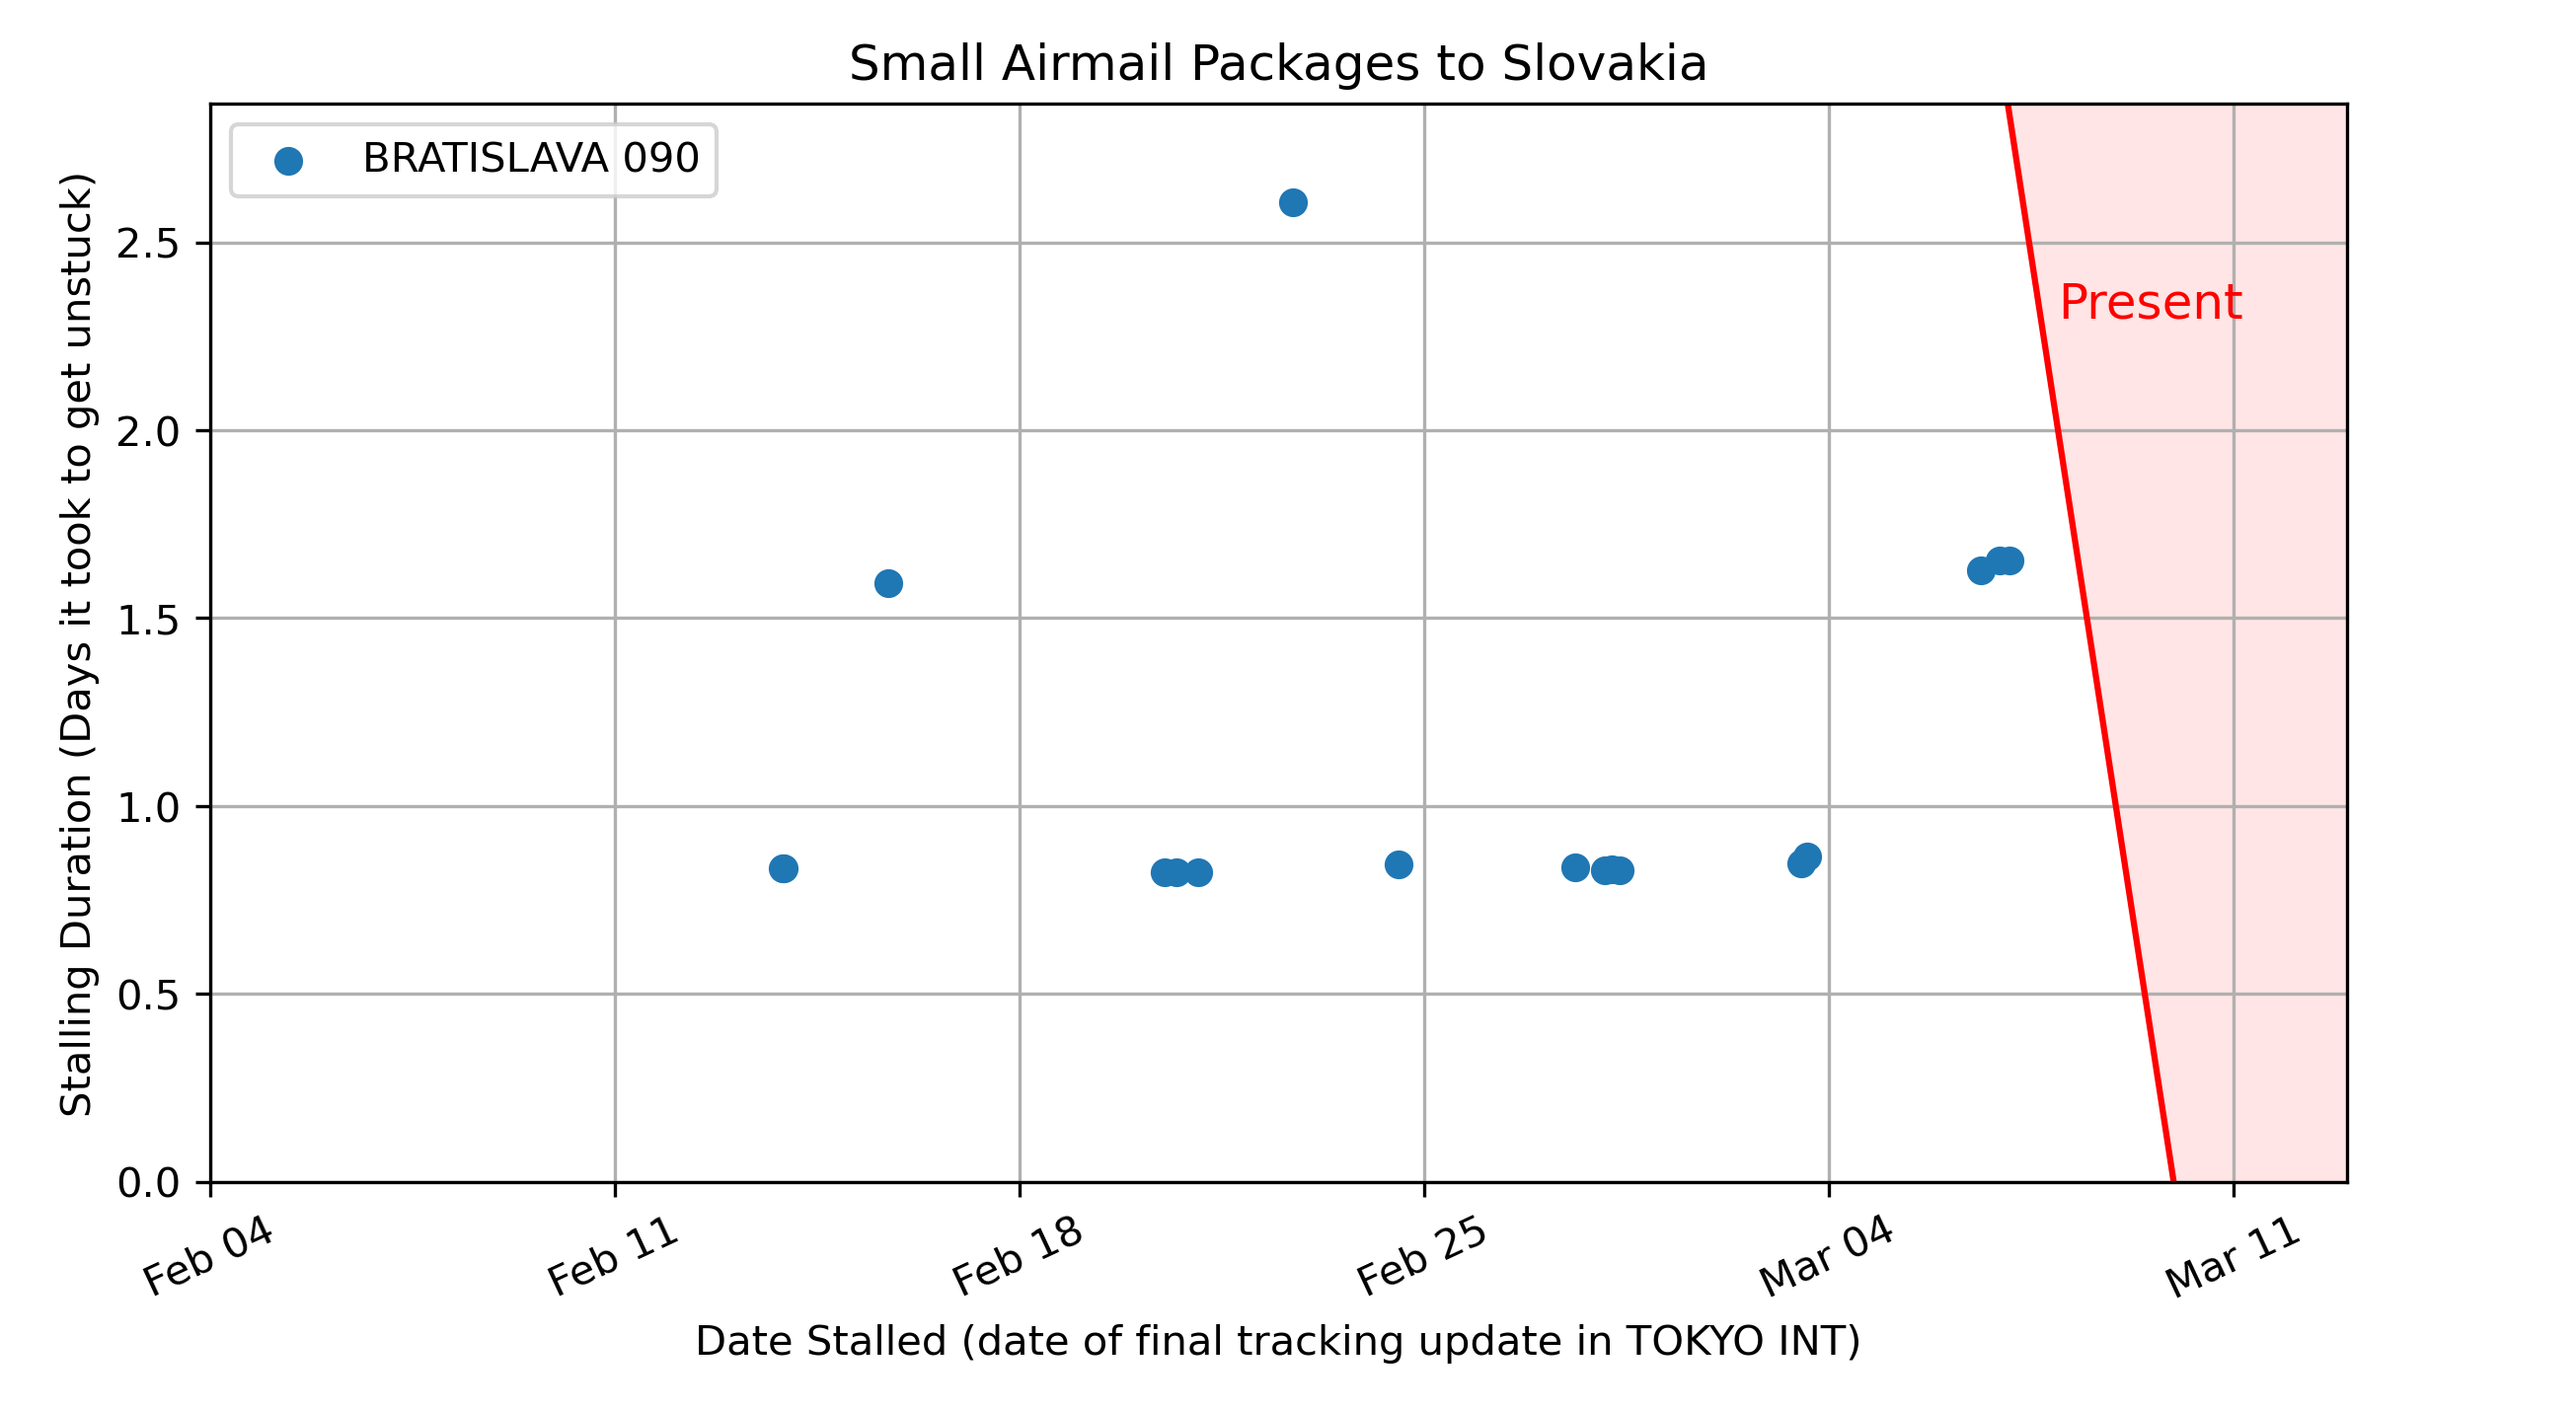 Small Airmail Packages to Slovakia
BRATISLAVA 090
Present
Stalling Duration (Days it took to get unstuck)
2.5
2.0
1.5
1.0
0.5
0.0
Feb 04
Feb 11
Feb 18
Feb 25
Mar 04
Mar 11
Date Stalled (date of final tracking update in TOKYO INT)